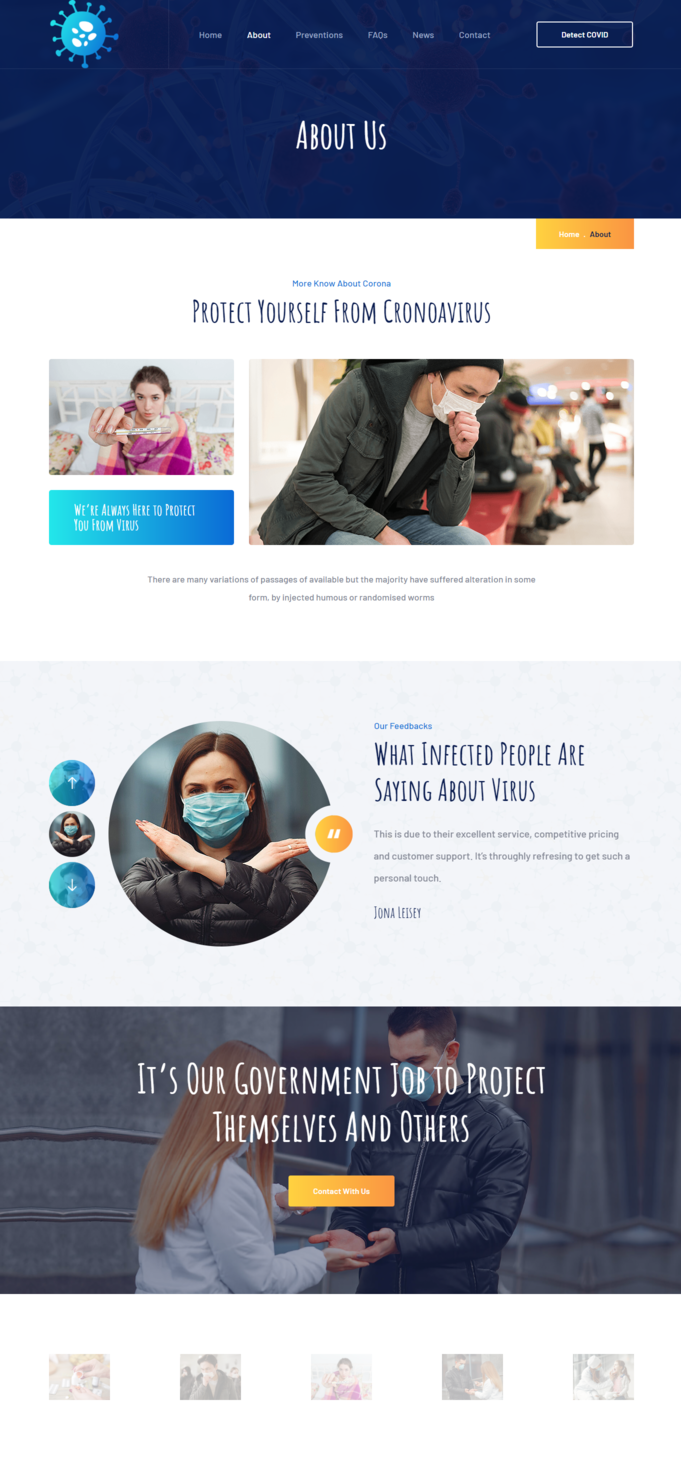 Home About Preventions FAQs News Contact Detect COVID
About Us
Home . About
More Know About Corona
Protect Yourself From Cronoavirus
We're Always Here to Protect
You From Virus
There are many variations of passages of available but the majority have suffered alteration in some
form, by injected humous or randomised worms
Our Feedbacks
What Infected People Are
Saying About Virus
This is due to their excellent service, competitive pricing
and customer support. It's throughly refresing to get such a
personal touch.
Jona Leisey
It's Our Government Job to Project
Themselves And Others
Contact With Us